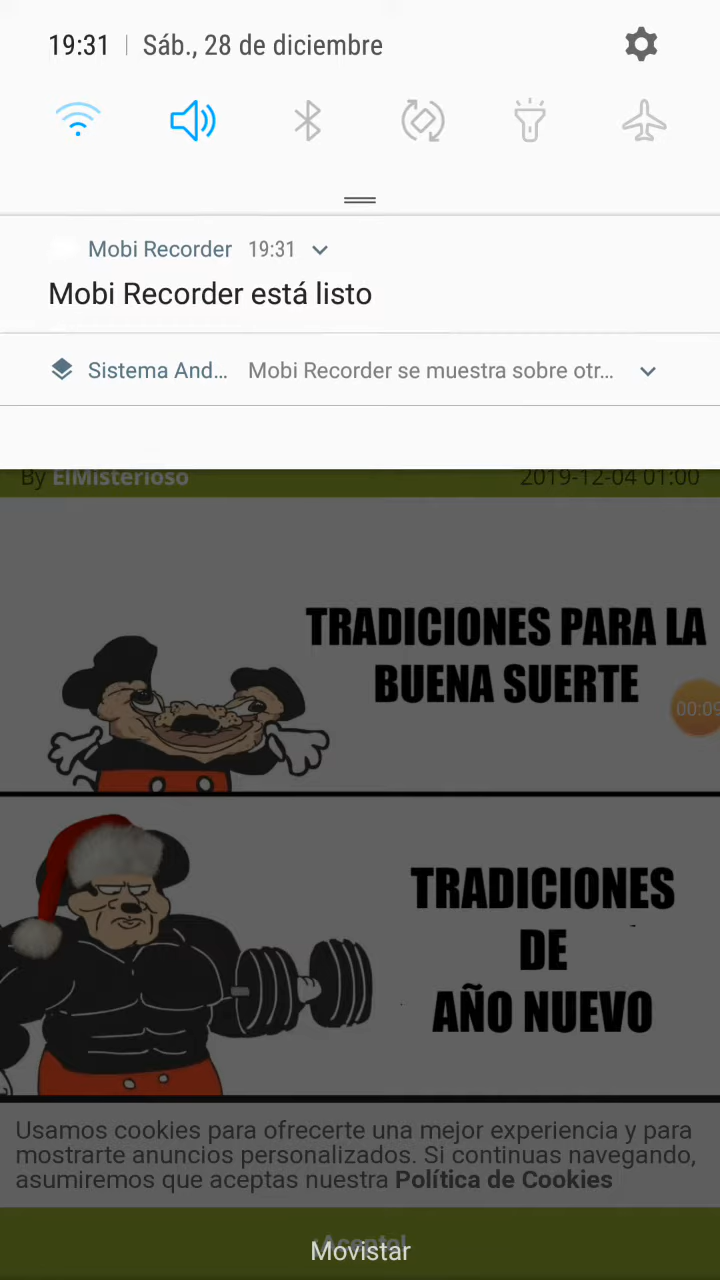 19:31 | Sáb., 28 de diciembre
Mobi Recorder 19:31
Mobi Recorder está listo
Sistema And... Mobi Recorder se muestra sobre otr...
By ElMisterioso 2019-12-04 01:00
TRADICIONES PARA LA
BUENA SUERTE
00:09
TRADICIONES
DE
AÑO NUEVO
Usamos cookies para ofrecerte una mejor experiencia y para
mostrarte anuncios personalizados. Si continuas navegando,
asumiremos que aceptas nuestra Política de Cookies
¡Acepto!
Movistar